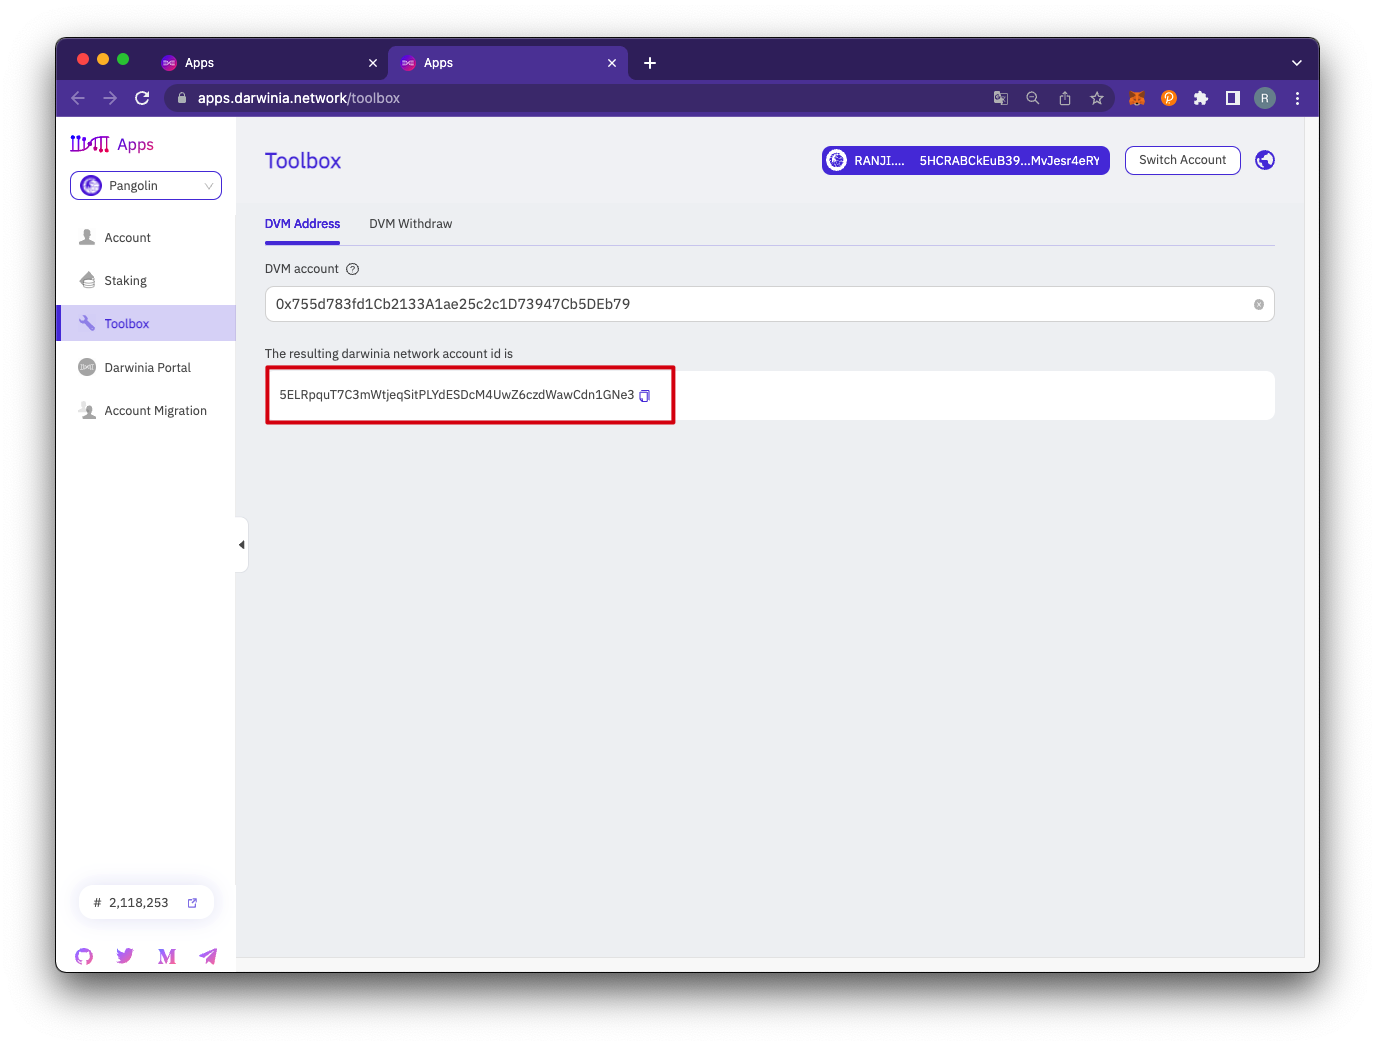 Apps
Apps
apps.darwinia.network/toolbox
R
Apps
Pangolin
Account
Staking
Toolbox
Darwinia Portal
Account Migration
# 2,118,253
Toolbox
RANJI.... 5HCRABCkEuB39...MvJesr4eRY
Switch Account
DVM Address DVM Withdraw
DVM account
0x755d783fd1Cb2133A1ae25c2c1D73947Cb5DEb79
The resulting darwinia network account id is
5ELRpquT7C3mWtjeqSitPLYdESDcM4UwZ6czdWawCdn1GNe3